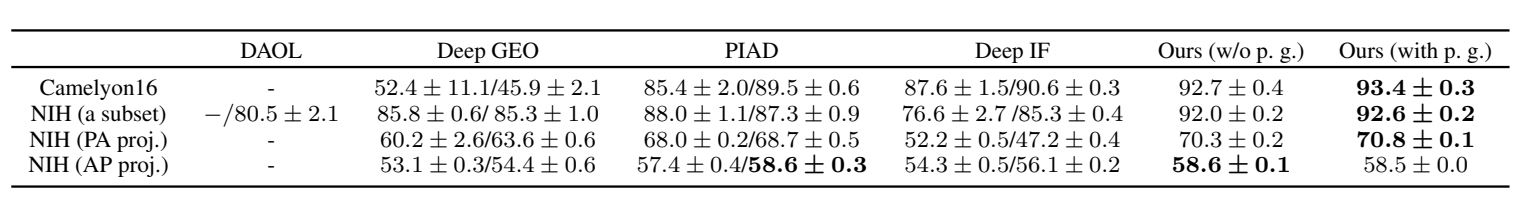 DAOL Deep GEO PIAD Deep IF Ours (w/o p. g.) Ours (with p. g.)
Camelyon16 - 52.4 ± 11.1/45.9 ± 2.1 85.4 ± 2.0/89.5 ± 0.6 87.6 ± 1.5/90.6 ± 0.3 92.7 ± 0.4 93.4 ± 0.3
NIH (a subset) −/80.5 ± 2.1 85.8 ± 0.6/ 85.3 ± 1.0 88.0 ± 1.1/87.3 ± 0.9 76.6 ± 2.7 /85.3 ± 0.4 92.0 ± 0.2 92.6 ± 0.2
NIH (PA proj.) - 60.2 ± 2.6/63.6 ± 0.6 68.0 ± 0.2/68.7 ± 0.5 52.2 ± 0.5/47.2 ± 0.4 70.3 ± 0.2 70.8 ± 0.1
NIH (AP proj.) - 53.1 ± 0.3/54.4 ± 0.6 57.4 ± 0.4/58.6 ± 0.3 54.3 ± 0.5/56.1 ± 0.2 58.6 ± 0.1 58.5 ± 0.0